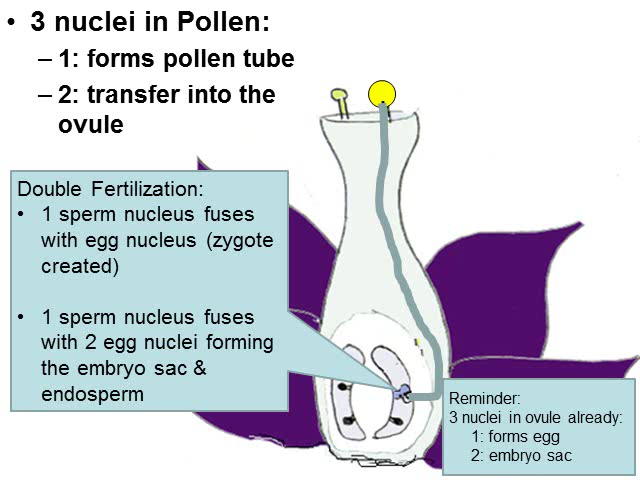 • 3 nuclei in Pollen:
– 1: forms pollen tube
– 2: transfer into the
ovule
Double Fertilization:
• 1 sperm nucleus fuses
with egg nucleus (zygote
created)
• 1 sperm nucleus fuses
with 2 egg nuclei forming
the embryo sac &
endosperm
Reminder:
3 nuclei in ovule already:
1: forms egg
2: embryo sac